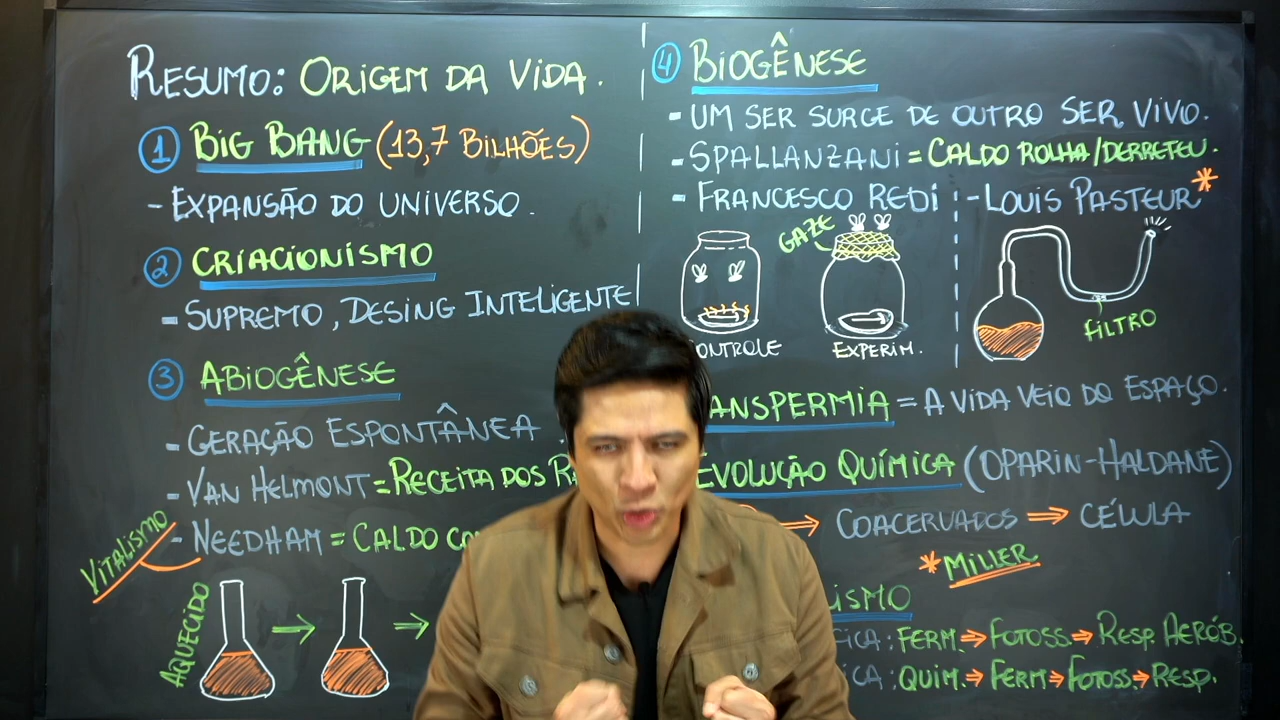 RESUMO: ORIGEM DA VIDA.
1 BIG BANG (13,7 BILHÕES)
- EXPANSÃO DO UNIVERSO.
2 CRIACIONISMO
- SUPREMO, DESING INTELIGENTE
3 ABIOGÊNESE
- GERAÇÃO ESPONTÂNEA.
- VAN HELMONT = RECEITA DOS
VITALISMO
- NEEDHAM = CALDO
AQUECIDO
4 BIOGÊNESE
- UM SER SURGE DE OUTRO SER VIVO.
- SPALLANZANI = CALDO ROLHA/DERRETEU.
- FRANCESCO REDI
- LOUIS PASTEUR*
GAZE
FILTRO
CONTROLE
EXPERIM.
ANSPERMIA = A VIDA VEIO DO ESPAÇO.
EVOLUÇÃO QUÍMICA (OPARIN-HALDANE)
⇒ COACERVADOS ⇒ CÉLULA
* MILLER
ISMO
ICA: FERM. ⇒ FOTOSS. ⇒ RESP. AERÓB.
ICA: QUIM. ⇒ FERM ⇒ FOTOSS. ⇒ RESP.